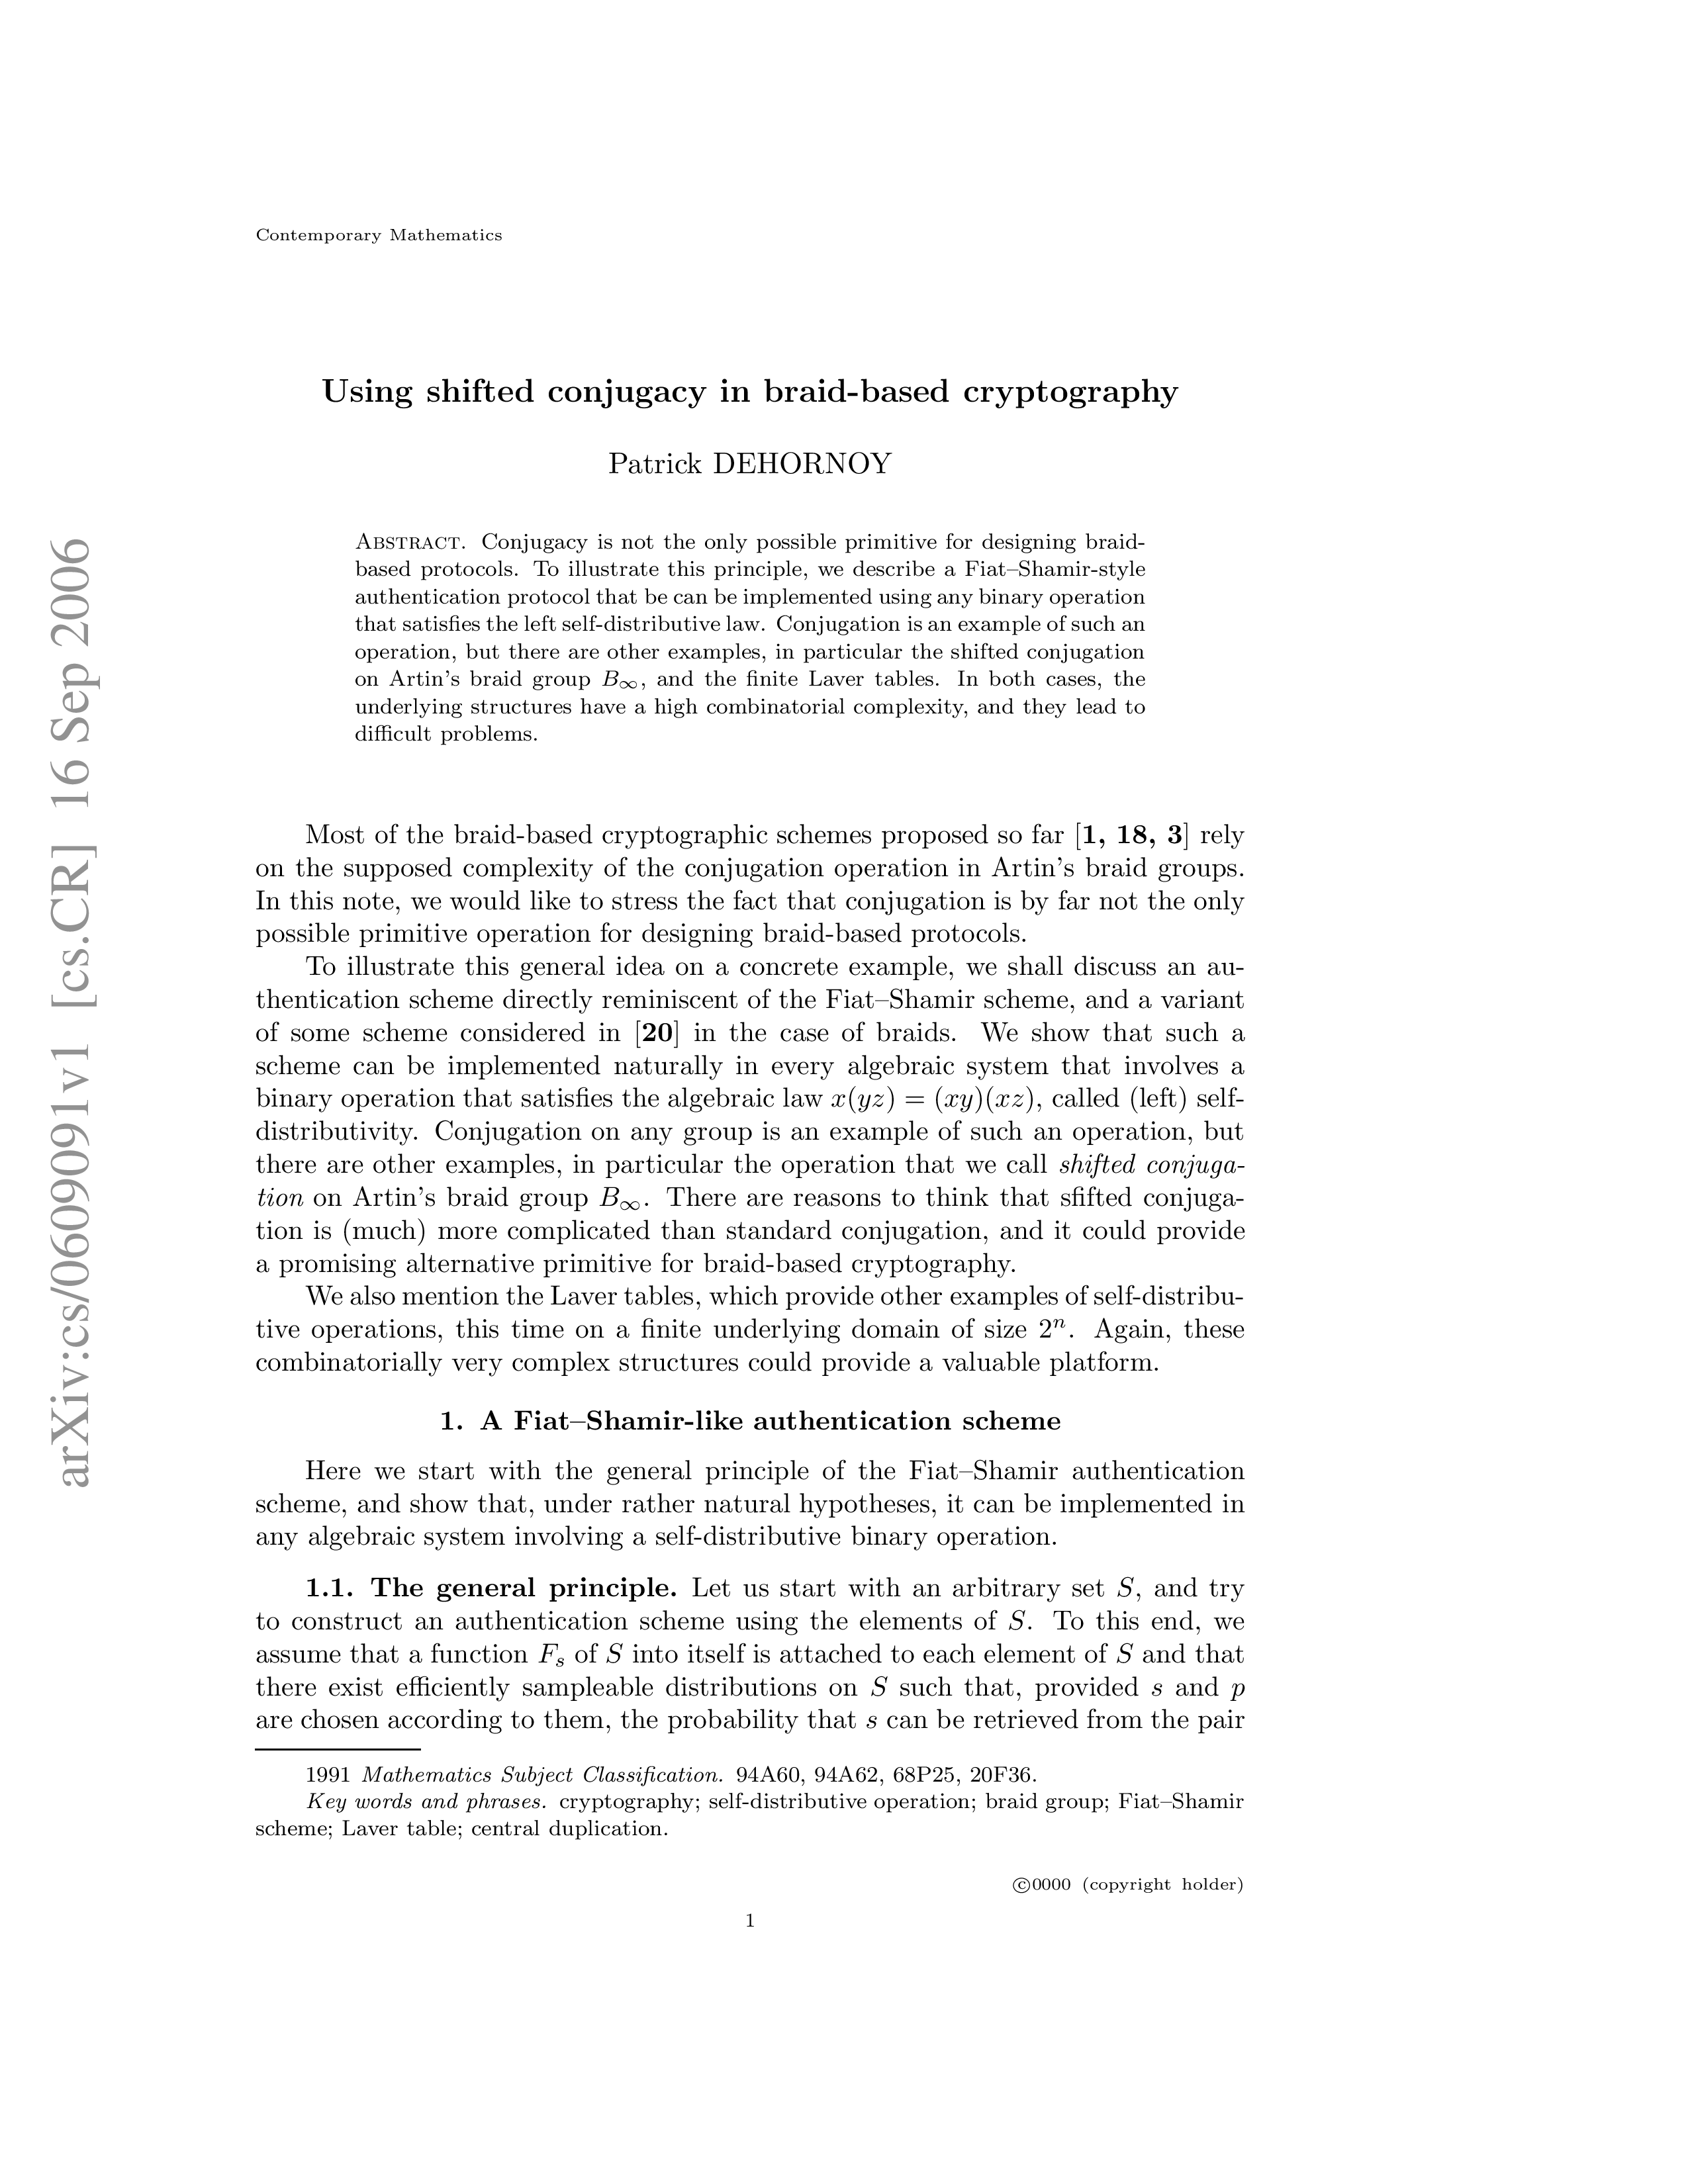 arXiv:cs/0609091v1 [cs.CR] 16 Sep 2006
Contemporary Mathematics
Using shifted conjugacy in braid-based cryptography
Patrick DEHORNOY
Abstract. Conjugacy is not the only possible primitive for designing braid-
based protocols. To illustrate this principle, we describe a Fiat–Shamir-style
authentication protocol that be can be implemented using any binary operation
that satisfies the left self-distributive law. Conjugation is an example of such an
operation, but there are other examples, in particular the shifted conjugation
on Artin's braid group B∞, and the finite Laver tables. In both cases, the
underlying structures have a high combinatorial complexity, and they lead to
difficult problems.
Most of the braid-based cryptographic schemes proposed so far [1, 18, 3] rely
on the supposed complexity of the conjugation operation in Artin's braid groups.
In this note, we would like to stress the fact that conjugation is by far not the only
possible primitive operation for designing braid-based protocols.
To illustrate this general idea on a concrete example, we shall discuss an au-
thentication scheme directly reminiscent of the Fiat–Shamir scheme, and a variant
of some scheme considered in [20] in the case of braids. We show that such a
scheme can be implemented naturally in every algebraic system that involves a
binary operation that satisfies the algebraic law x(yz) = (xy)(xz), called (left) self-
distributivity. Conjugation on any group is an example of such an operation, but
there are other examples, in particular the operation that we call shifted conjuga-
tion on Artin's braid group B∞. There are reasons to think that sfifted conjuga-
tion is (much) more complicated than standard conjugation, and it could provide
a promising alternative primitive for braid-based cryptography.
We also mention the Laver tables, which provide other examples of self-distribu-
tive operations, this time on a finite underlying domain of size 2ⁿ. Again, these
combinatorially very complex structures could provide a valuable platform.
1. A Fiat–Shamir-like authentication scheme
Here we start with the general principle of the Fiat–Shamir authentication
scheme, and show that, under rather natural hypotheses, it can be implemented in
any algebraic system involving a self-distributive binary operation.
1.1. The general principle. Let us start with an arbitrary set S, and try
to construct an authentication scheme using the elements of S. To this end, we
assume that a function Fₛ of S into itself is attached to each element of S and that
there exist efficiently sampleable distributions on S such that, provided s and p
are chosen according to them, the probability that s can be retrieved from the pair
1991 Mathematics Subject Classification. 94A60, 94A62, 68P25, 20F36.
Key words and phrases. cryptography; self-distributive operation; braid group; Fiat–Shamir
scheme; Laver table; central duplication.
©0000 (copyright holder)
1